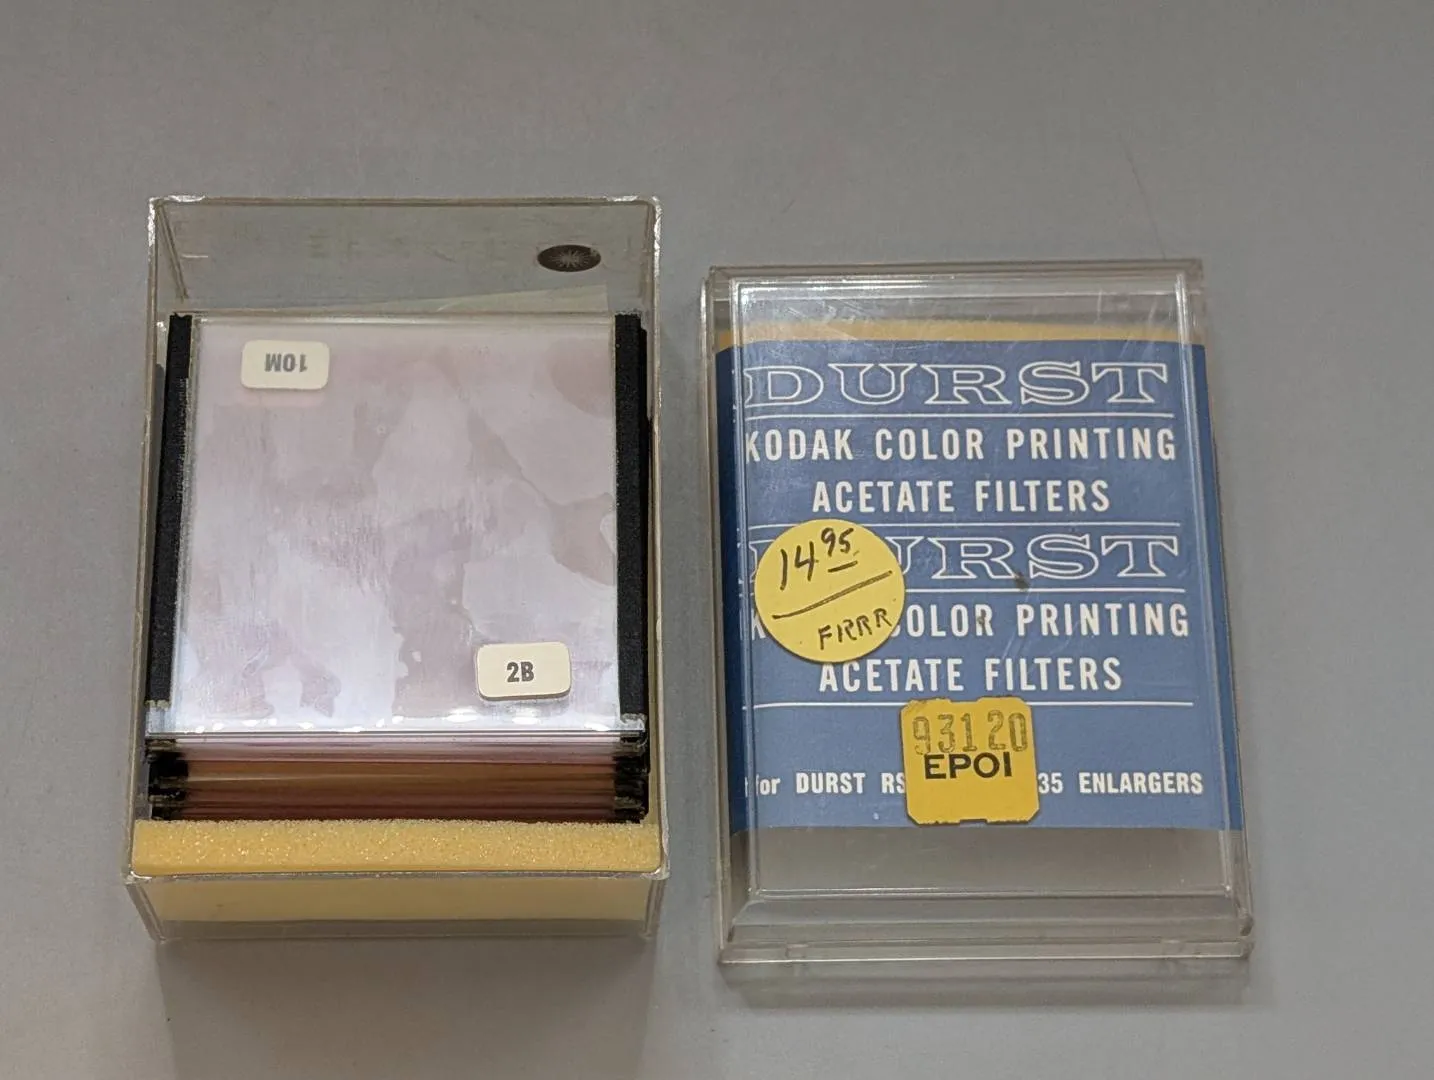 10M
2B
DURST
KODAK COLOR PRINTING
ACETATE FILTERS
DURST
14.95
FRRR
COLOR PRINTING
ACETATE FILTERS
93120
EPOI
for DURST RS 35 ENLARGERS